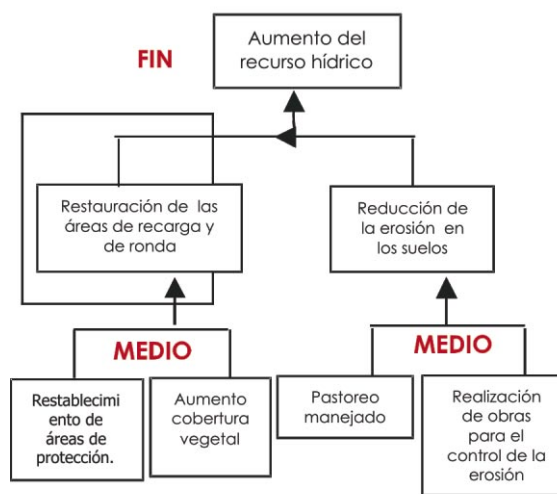 FIN
Aumento del
recurso hídrico
Restauración de las
áreas de recarga y
de ronda
Reducción de
la erosión en
los suelos
MEDIO
MEDIO
Restablecimi
ento de
áreas de
protección.
Aumento
cobertura
vegetal
Pastoreo
manejado
Realización
de obras
para el
control de la
erosión